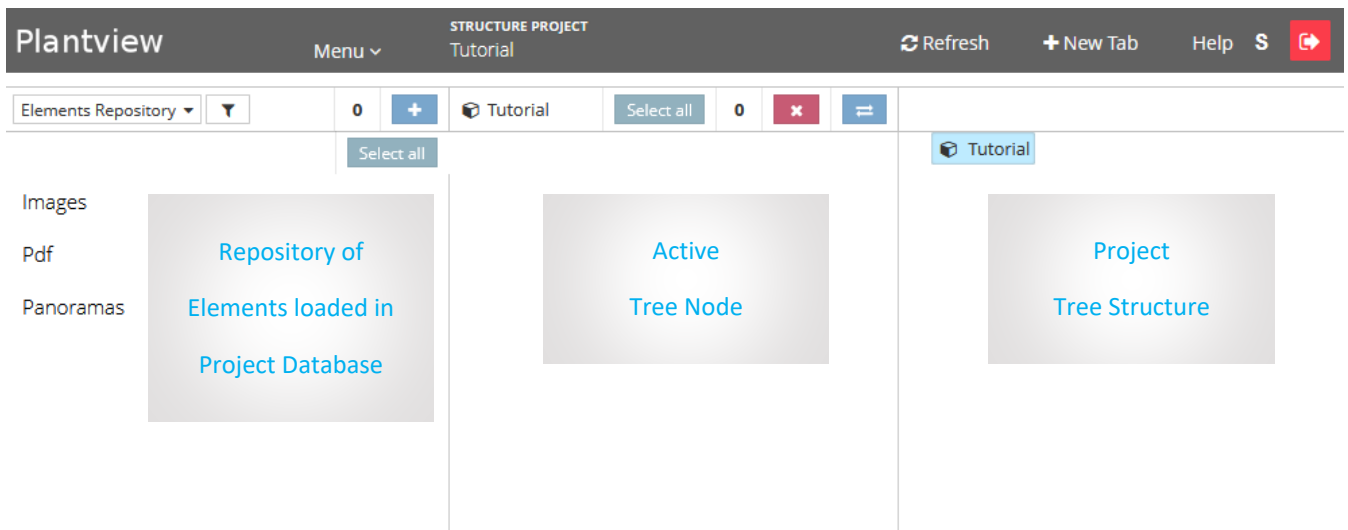 Plantview
Menu
STRUCTURE PROJECT
Tutorial
Refresh
New Tab
Help
S
Elements Repository
0
Tutorial
Select all
0
Select all
Tutorial
Images
Pdf
Panoramas
Repository of
Elements loaded in
Project Database
Active
Tree Node
Project
Tree Structure